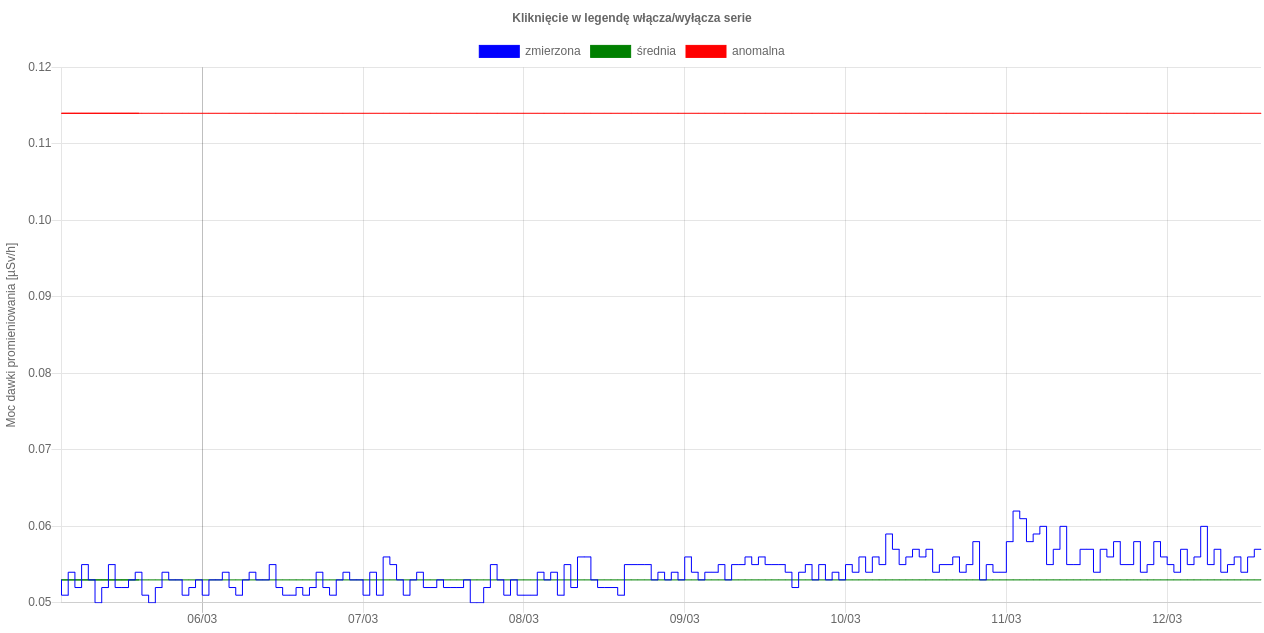 Kliknięcie w legendę włącza/wyłącza serie
zmierzona średnia anomalna
Moc dawki promieniowania [µSv/h]
0.12
0.11
0.10
0.09
0.08
0.07
0.06
0.05
06/03 07/03 08/03 09/03 10/03 11/03 12/03